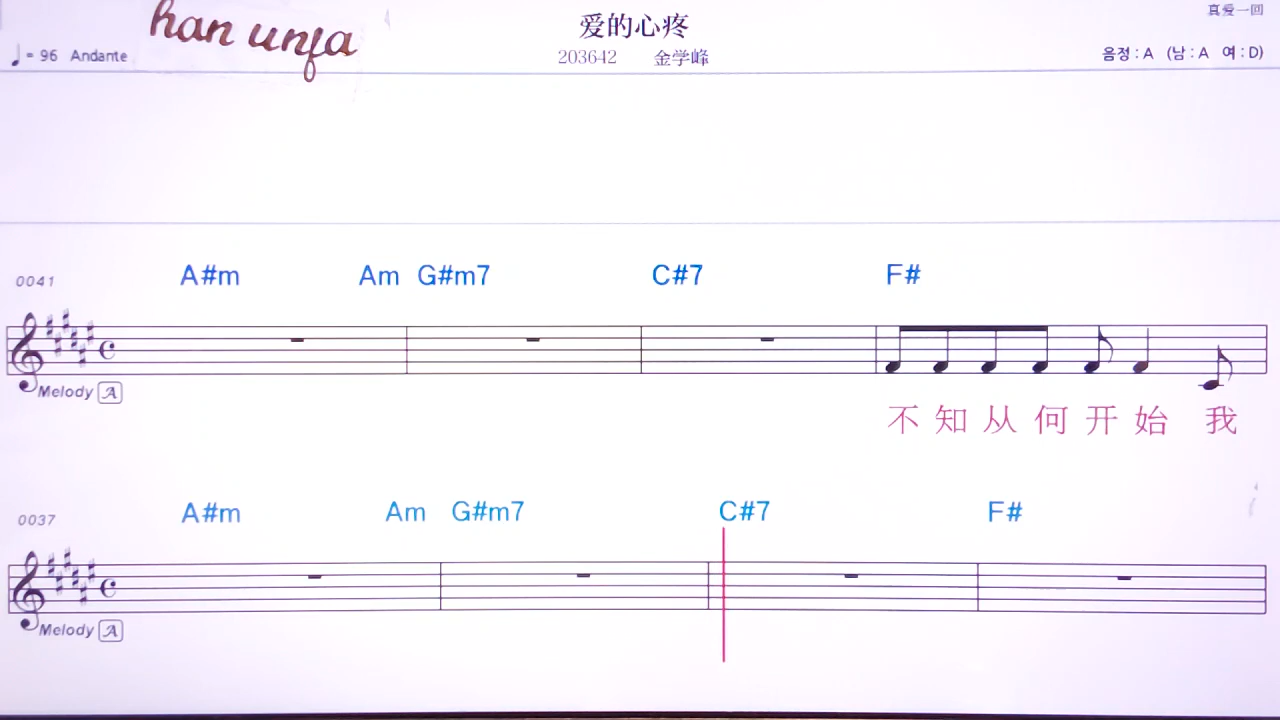 han unfa
爱的心疼
真爱一回
♩= 96 Andante
203642 金学峰
음정 : A (남 : A 여 : D)
0041 A#m Am G#m7 C#7 F#
Melody A
不 知 从 何 开 始 我
0037 A#m Am G#m7 C#7 F#
Melody A